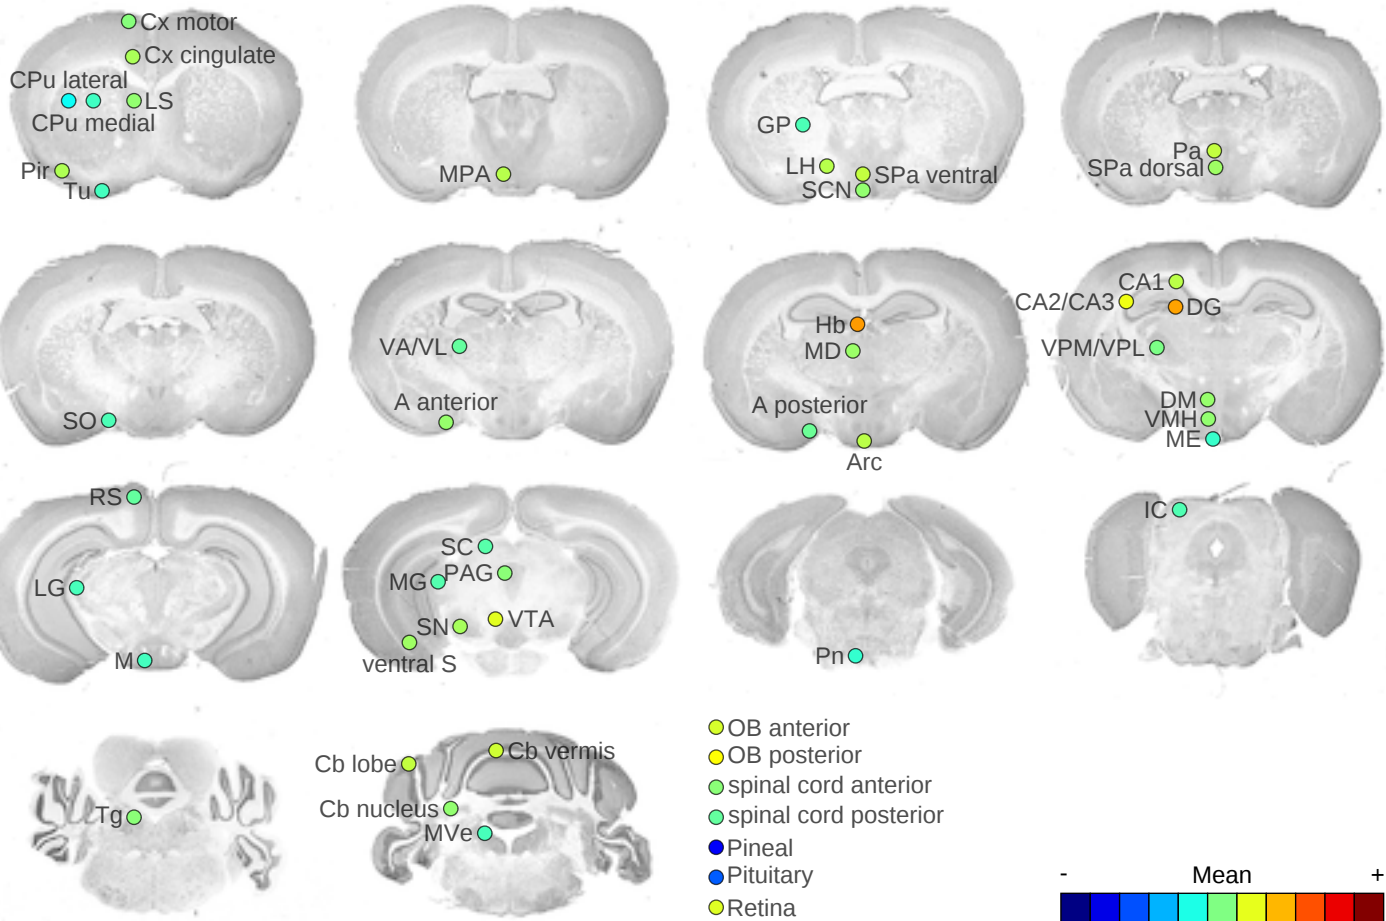 Cx motor
Cx cingulate
CPu lateral
LS
CPu medial
Pir
Tu
MPA
GP
LH
SPa ventral
SCN
Pa
SPa dorsal
SO
VA/VL
A anterior
Hb
MD
A posterior
Arc
CA1
CA2/CA3
DG
VPM/VPL
DM
VMH
ME
RS
LG
M
SC
PAG
MG
VTA
SN
ventral S
Pn
IC
Tg
Cb lobe
Cb vermis
Cb nucleus
MVe
OB anterior
OB posterior
spinal cord anterior
spinal cord posterior
Pineal
Pituitary
Retina
- Mean +